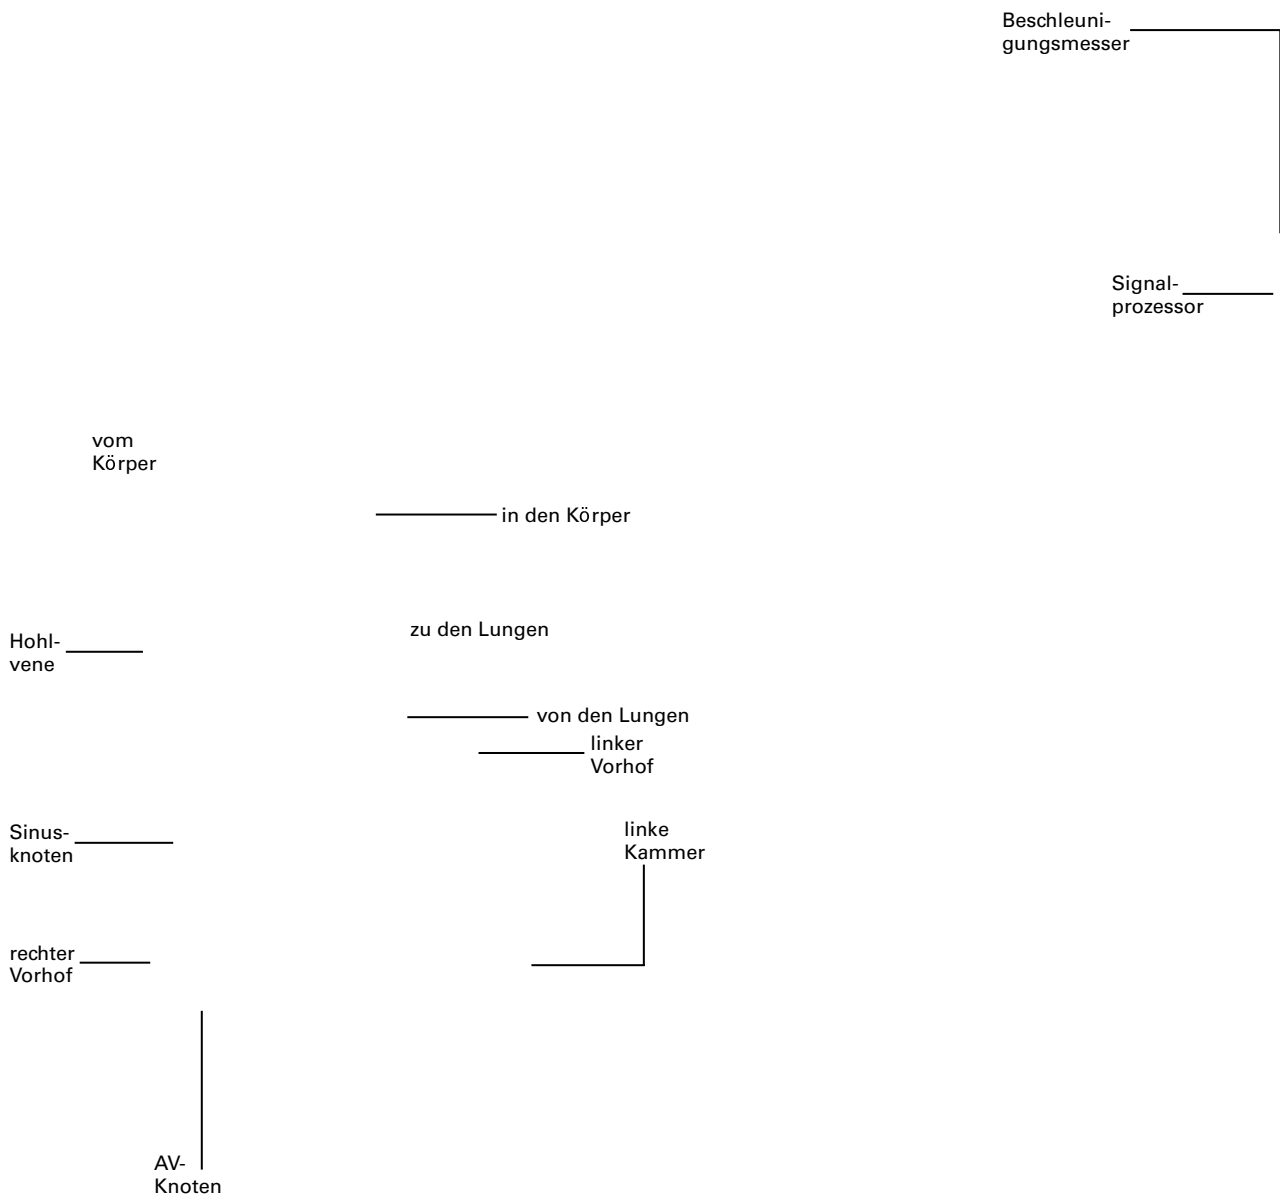 Beschleuni-
gungsmesser
Signal-
prozessor
vom
Körper
in den Körper
zu den Lungen
Hohl-
vene
von den Lungen
linker
Vorhof
Sinus-
knoten
linke
Kammer
rechter
Vorhof
AV-
Knoten